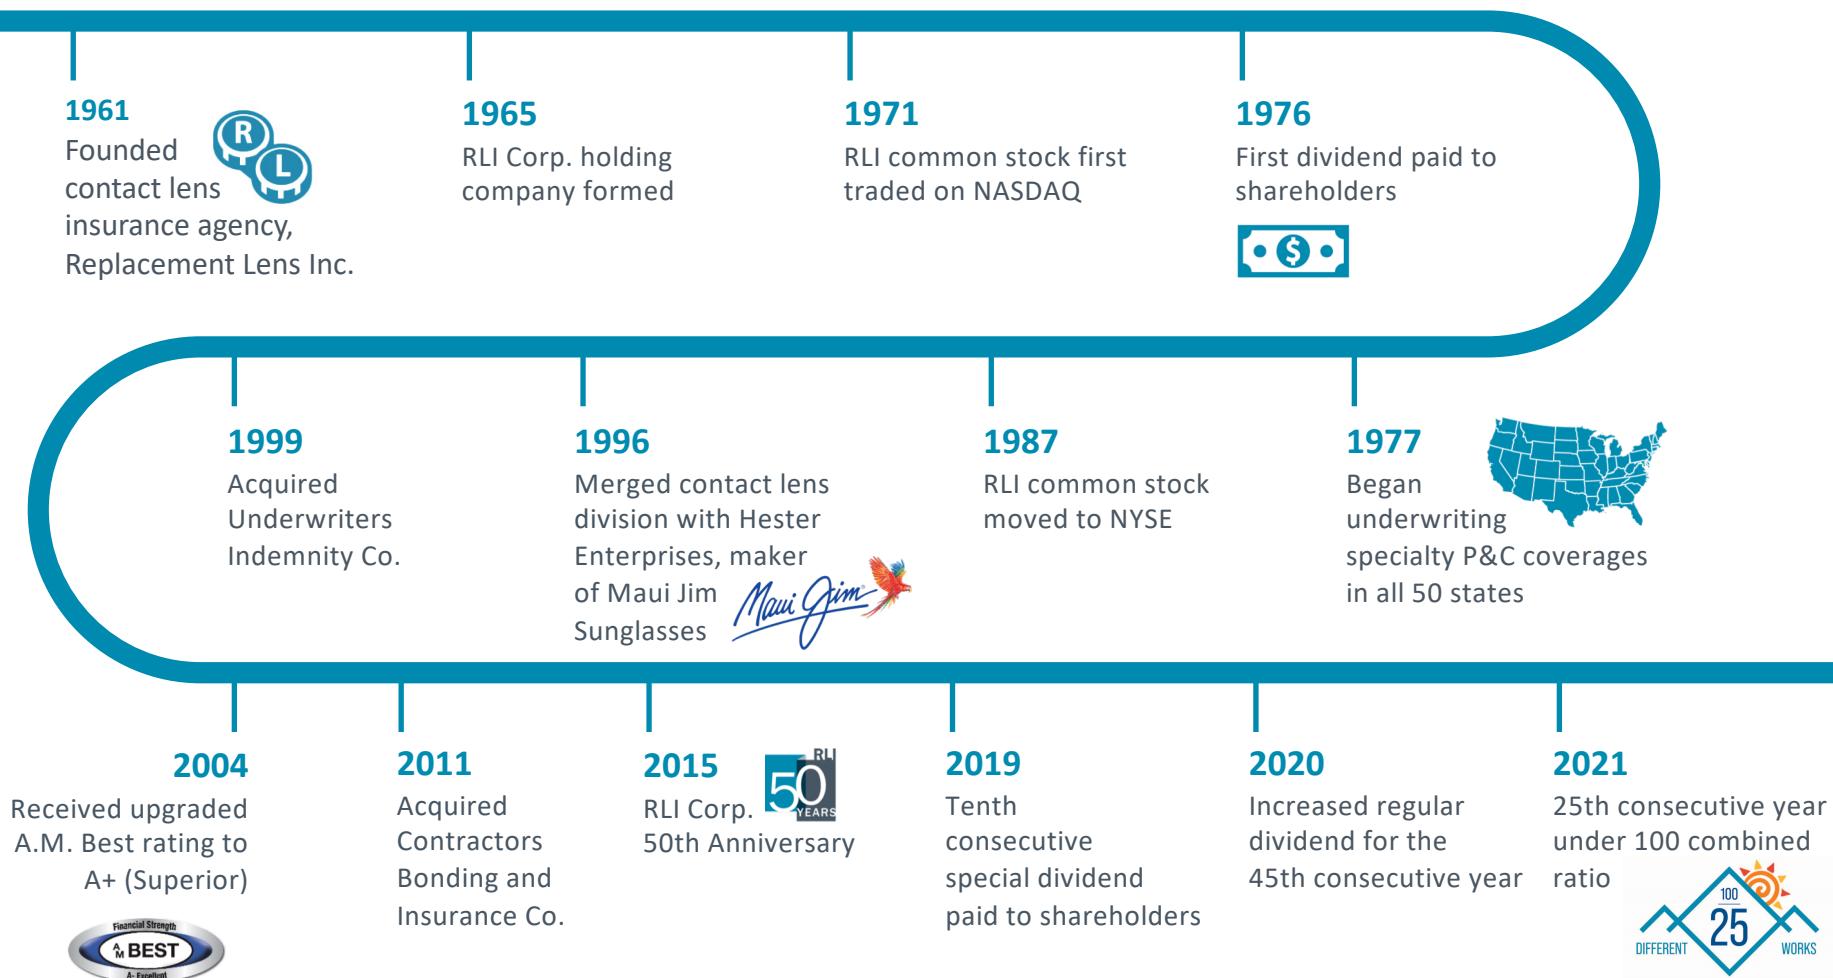 1961
Founded
contact lens
insurance agency,
Replacement Lens Inc.
R
L
1965
RLI Corp. holding
company formed
1971
RLI common stock first
traded on NASDAQ
1976
First dividend paid to
shareholders
$
1999
Acquired
Underwriters
Indemnity Co.
1996
Merged contact lens
division with Hester
Enterprises, maker
of Maui Jim
Sunglasses
Maui Jim
1987
RLI common stock
moved to NYSE
1977
Began
underwriting
specialty P&C coverages
in all 50 states
2004
Received upgraded
A.M. Best rating to
A+ (Superior)
Financial Strength
AM BEST
A- Excellent
2011
Acquired
Contractors
Bonding and
Insurance Co.
2015
RLI Corp.
50th Anniversary
RLI
50
YEARS
2019
Tenth
consecutive
special dividend
paid to shareholders
2020
Increased regular
dividend for the
45th consecutive year
2021
25th consecutive year
under 100 combined
ratio
100
25
DIFFERENT
WORKS